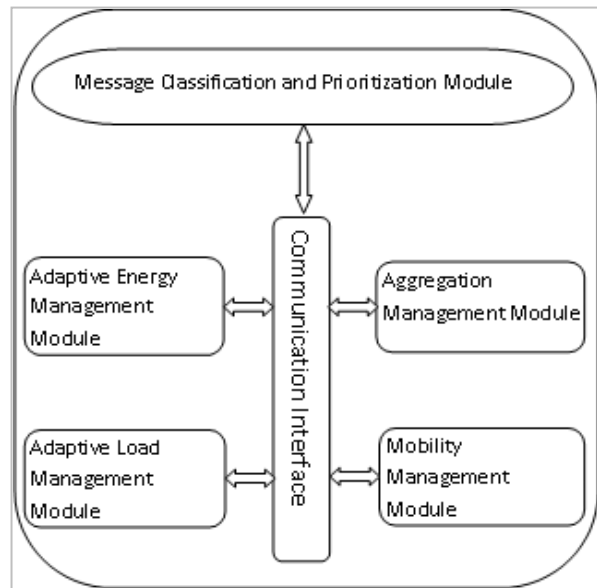 Message Classification and Prioritization Module
Communication Interface
Adaptive Energy
Management
Module
Aggregation
Management Module
Adaptive Load
Management
Module
Mobility
Management
Module